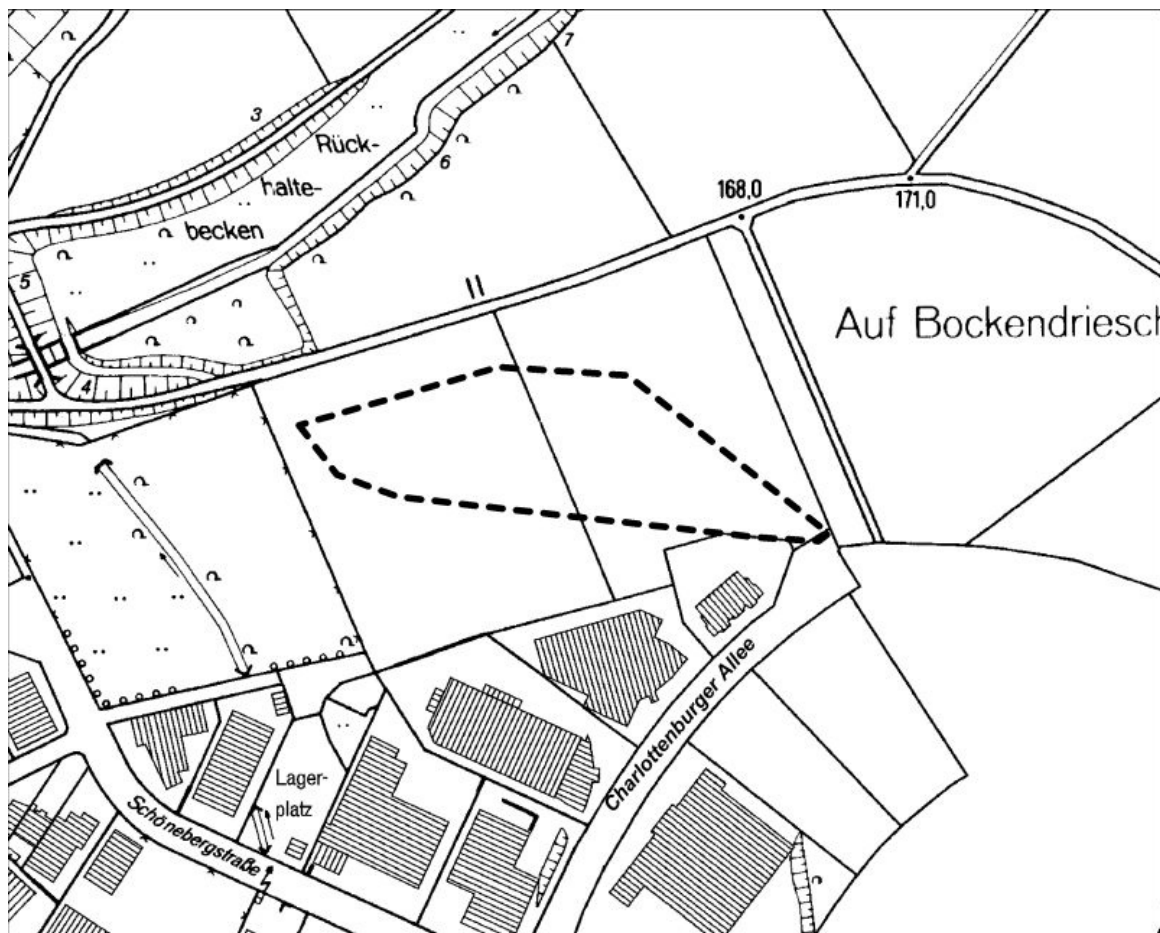 7
3
Rück-
6
halte-
168,0
171,0
becken
5
Auf Bockendriesch
4
Charlottenburger Allee
Lager-
platz
Schönebergstraße